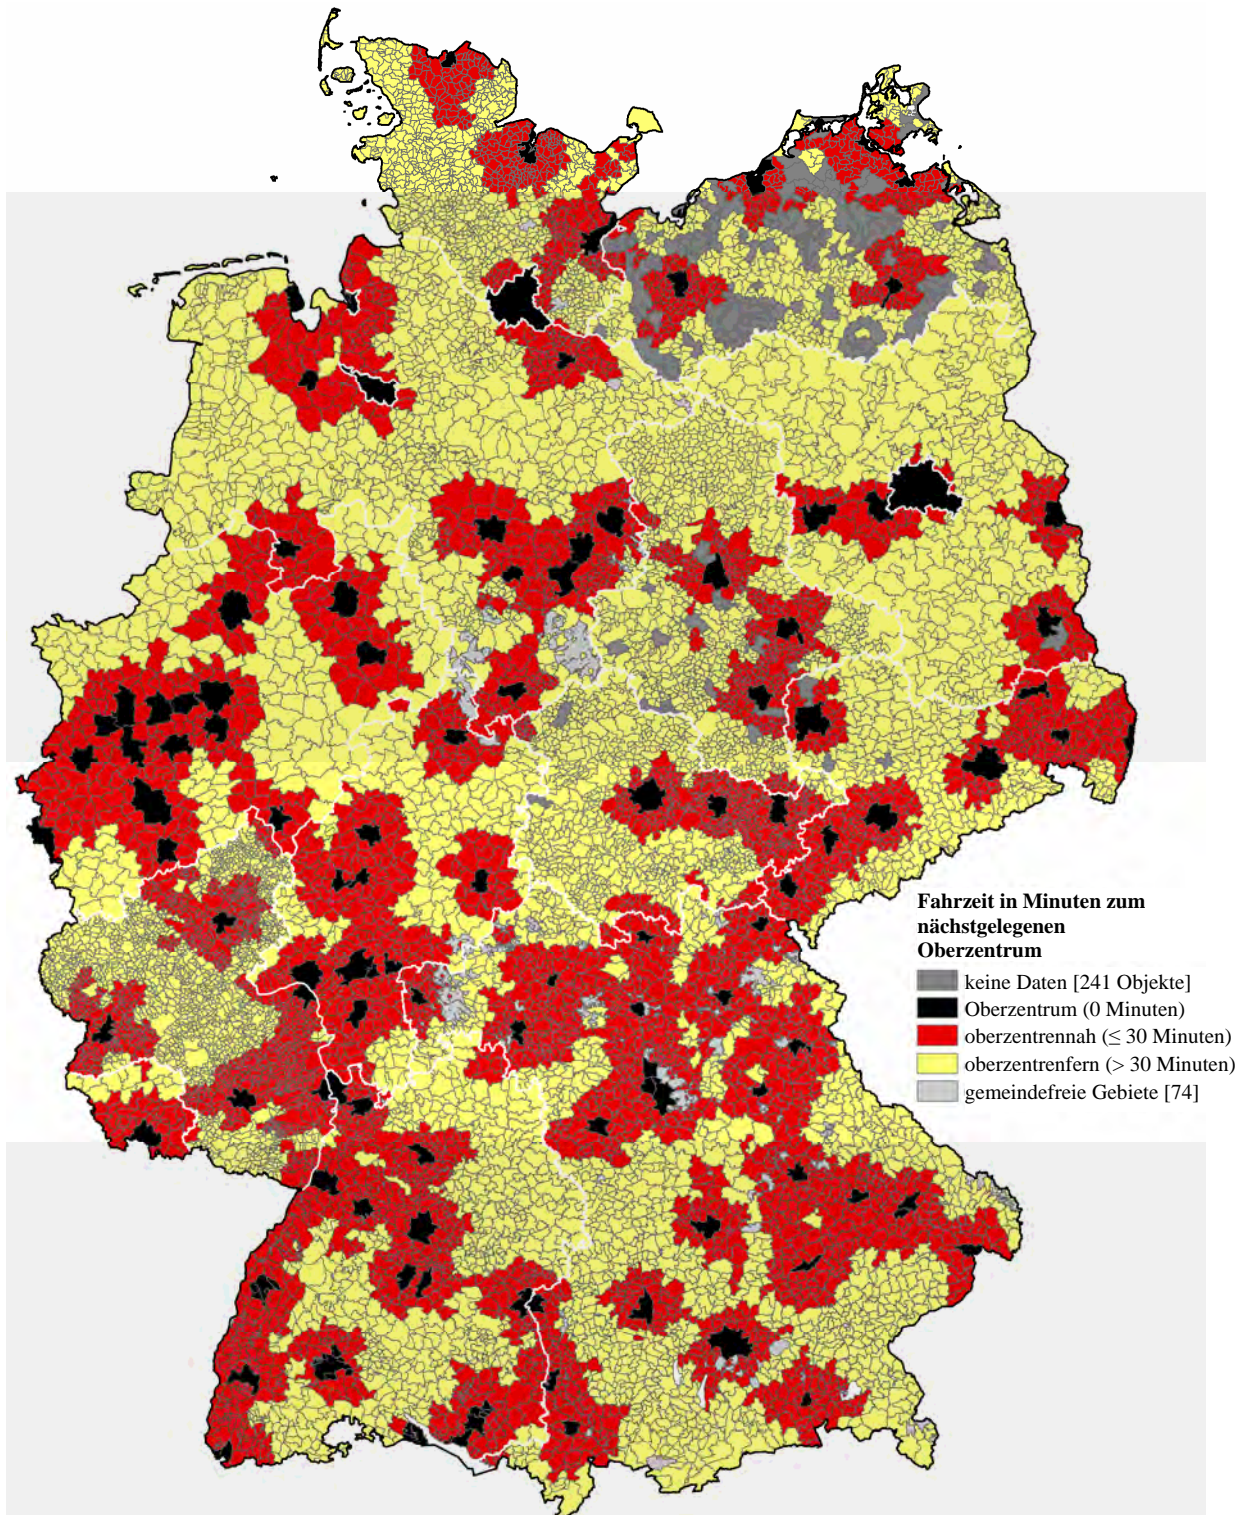 Fahrzeit in Minuten zum
nächstgelegenen
Oberzentrum
keine Daten [241 Objekte]
Oberzentrum (0 Minuten)
oberzentrennah (≤ 30 Minuten)
oberzentrenfern (> 30 Minuten)
gemeindefreie Gebiete [74]